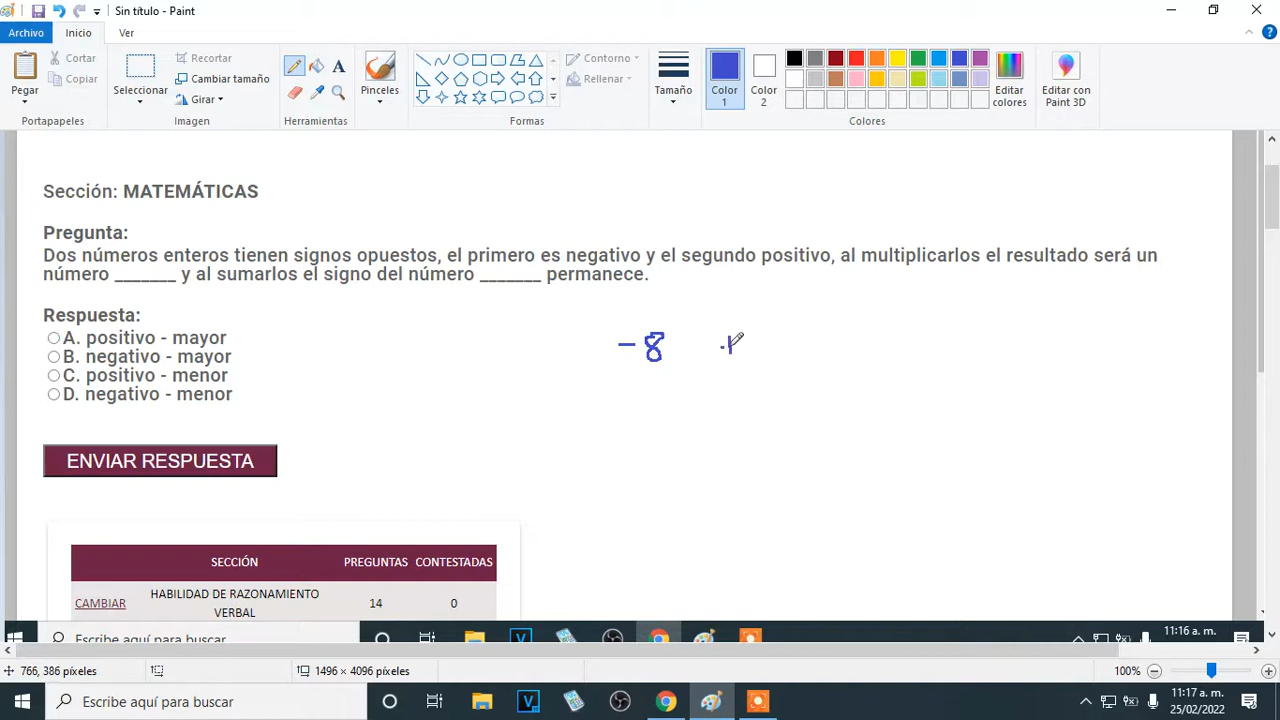 Sin título - Paint
Archivo Inicio Ver
Pegar
Cortar
Copiar
Portapapeles
Seleccionar
Recortar
Cambiar tamaño
Girar
Imagen
A
Herramientas
Pinceles
Contorno
Rellenar
Formas
Tamaño
Color 1
Color 2
Editar colores
Editar con Paint 3D
Colores
Sección: MATEMÁTICAS
Pregunta:
Dos números enteros tienen signos opuestos, el primero es negativo y el segundo positivo, al multiplicarlos el resultado será un
número _______ y al sumarlos el signo del número _______ permanece.
Respuesta:
A. positivo - mayor
B. negativo - mayor
C. positivo - menor
D. negativo - menor
- 8
ENVIAR RESPUESTA
SECCIÓN PREGUNTAS CONTESTADAS
CAMBIAR HABILIDAD DE RAZONAMIENTO VERBAL 14 0
Escribe aquí para buscar
11:16 a. m.
766, 386 píxeles
1496 × 4096 píxeles
100%
Escribe aquí para buscar
11:17 a. m.
25/02/2022